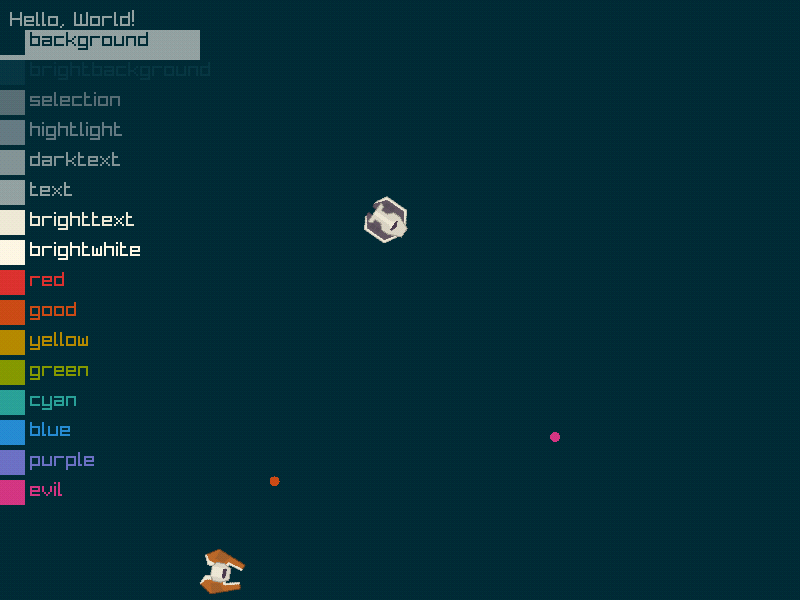 Hello, World!
background
brightbackground
selection
hightlight
darktext
text
brighttext
brightwhite
red
good
yellow
green
cyan
blue
purple
evil